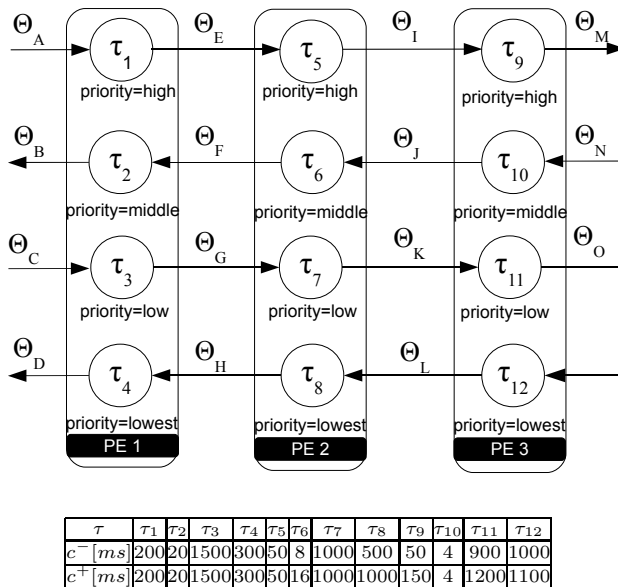 Θ_A Θ_E Θ_I Θ_M
τ_1 τ_5 τ_9
priority=high priority=high priority=high
Θ_B Θ_F Θ_J Θ_N
τ_2 τ_6 τ_10
priority=middle priority=middle priority=middle
Θ_C Θ_G Θ_K Θ_O
τ_3 τ_7 τ_11
priority=low priority=low priority=low
Θ_D Θ_H Θ_L
τ_4 τ_8 τ_12
priority=lowest priority=lowest priority=lowest
PE 1 PE 2 PE 3
τ τ_1 τ_2 τ_3 τ_4 τ_5 τ_6 τ_7 τ_8 τ_9 τ_10 τ_11 τ_12
c^-[ms] 200 20 1500 300 50 8 1000 500 50 4 900 1000
c^+[ms] 200 20 1500 300 50 16 1000 1000 150 4 1200 1100